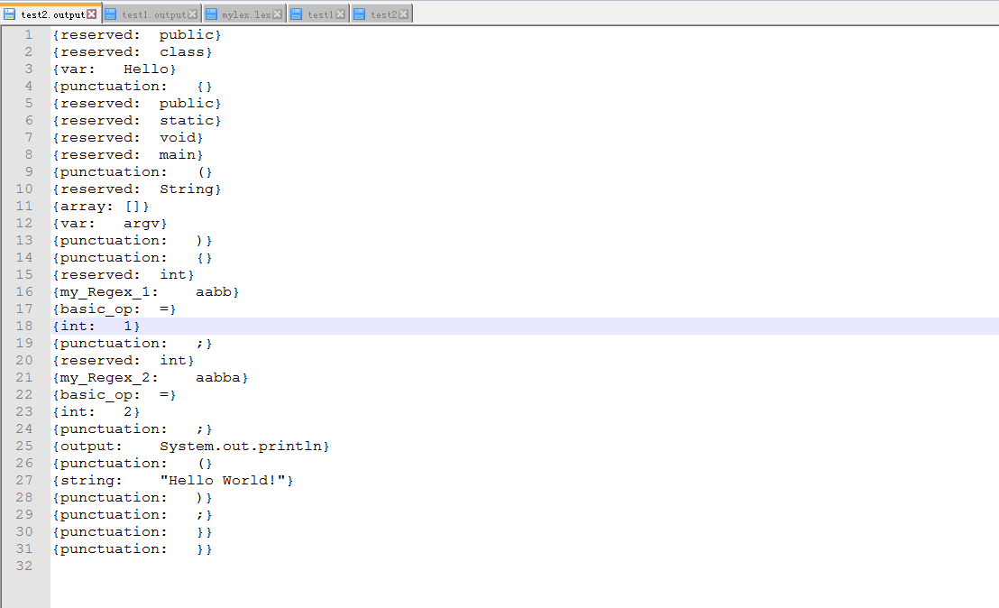 test2.output test1.output mylex.lex test1 test2
1 {reserved: public}
2 {reserved: class}
3 {var: Hello}
4 {punctuation: {}
5 {reserved: public}
6 {reserved: static}
7 {reserved: void}
8 {reserved: main}
9 {punctuation: (}
10 {reserved: String}
11 {array: []}
12 {var: argv}
13 {punctuation: )}
14 {punctuation: {}
15 {reserved: int}
16 {my_Regex_1: aabb}
17 {basic_op: =}
18 {int: 1}
19 {punctuation: ;}
20 {reserved: int}
21 {my_Regex_2: aabba}
22 {basic_op: =}
23 {int: 2}
24 {punctuation: ;}
25 {output: System.out.println}
26 {punctuation: (}
27 {string: "Hello World!"}
28 {punctuation: )}
29 {punctuation: ;}
30 {punctuation: }}
31 {punctuation: }}
32